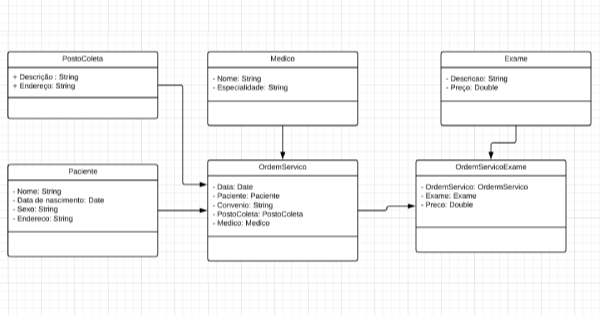 PostoColeta
+ Descrição : String
+ Endereço: String
Medico
- Nome: String
- Especialidade: String
Exame
- Descricao: String
- Preço: Double
Paciente
- Nome: String
- Data de nascimento: Date
- Sexo: String
- Endereco: String
OrdemServico
- Data: Date
- Paciente: Paciente
- Convenio: String
- PostoColeta: PostoColeta
- Medico: Medico
OrdemServicoExame
- OrdemServico: OrdermServico
- Exame: Exame
- Preco: Double